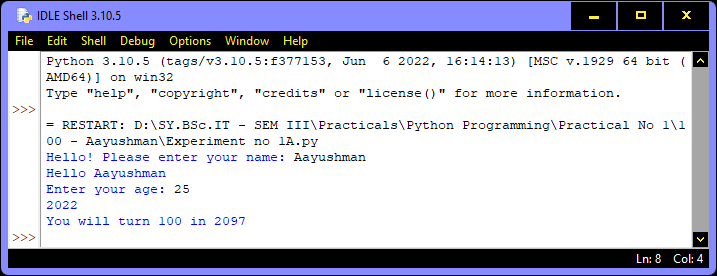 IDLE Shell 3.10.5
File Edit Shell Debug Options Window Help
Python 3.10.5 (tags/v3.10.5:f377153, Jun  6 2022, 16:14:13) [MSC v.1929 64 bit (
AMD64)] on win32
Type "help", "copyright", "credits" or "license()" for more information.
>>>
= RESTART: D:\SY.BSc.IT - SEM III\Practicals\Python Programming\Practical No 1\1
00 - Aayushman\Experiment no 1A.py
Hello! Please enter your name: Aayushman
Hello Aayushman
Enter your age: 25
2022
You will turn 100 in 2097
>>>
Ln: 8 Col: 4